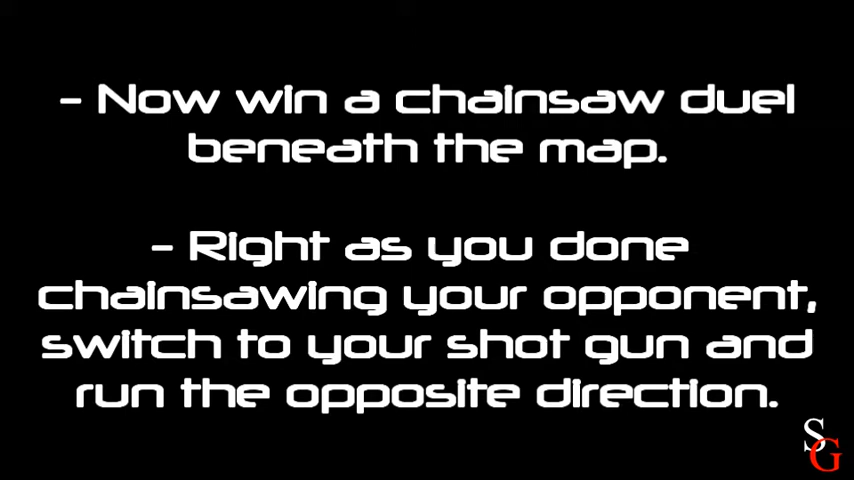 - Now win a chainsaw duel
beneath the map.
- Right as you done
chainsawing your opponent,
switch to your shot gun and
run the opposite direction.
SG